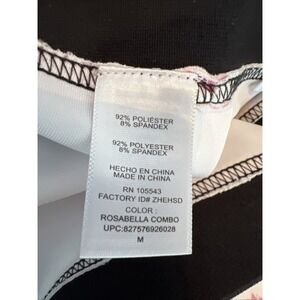 92% POLIÉSTER
8% SPANDEX
92% POLYESTER
8% SPANDEX
HECHO EN CHINA
MADE IN CHINA
RN 105543
FACTORY ID# ZHEHSD
COLOR :
ROSABELLA COMBO
UPC:827576926028
M